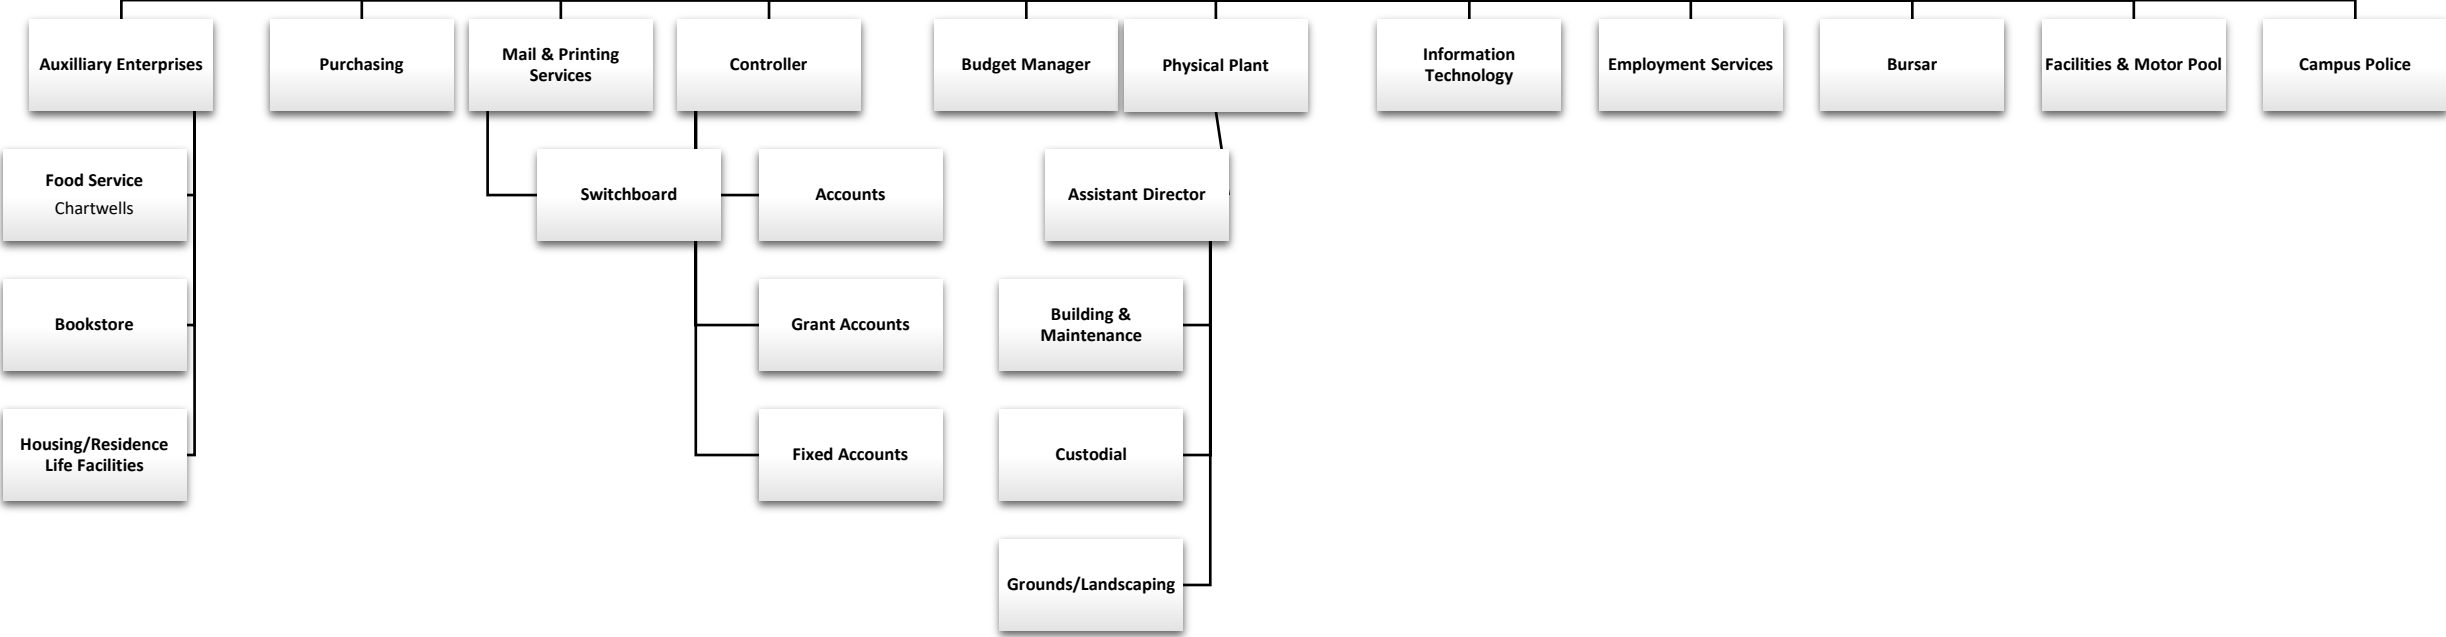 Auxilliary Enterprises
Purchasing
Mail & Printing
Services
Controller
Budget Manager
Physical Plant
Information
Technology
Employment Services
Bursar
Facilities & Motor Pool
Campus Police
Food Service
Chartwells
Switchboard
Accounts
Assistant Director
Bookstore
Grant Accounts
Building &
Maintenance
Housing/Residence
Life Facilities
Fixed Accounts
Custodial
Grounds/Landscaping